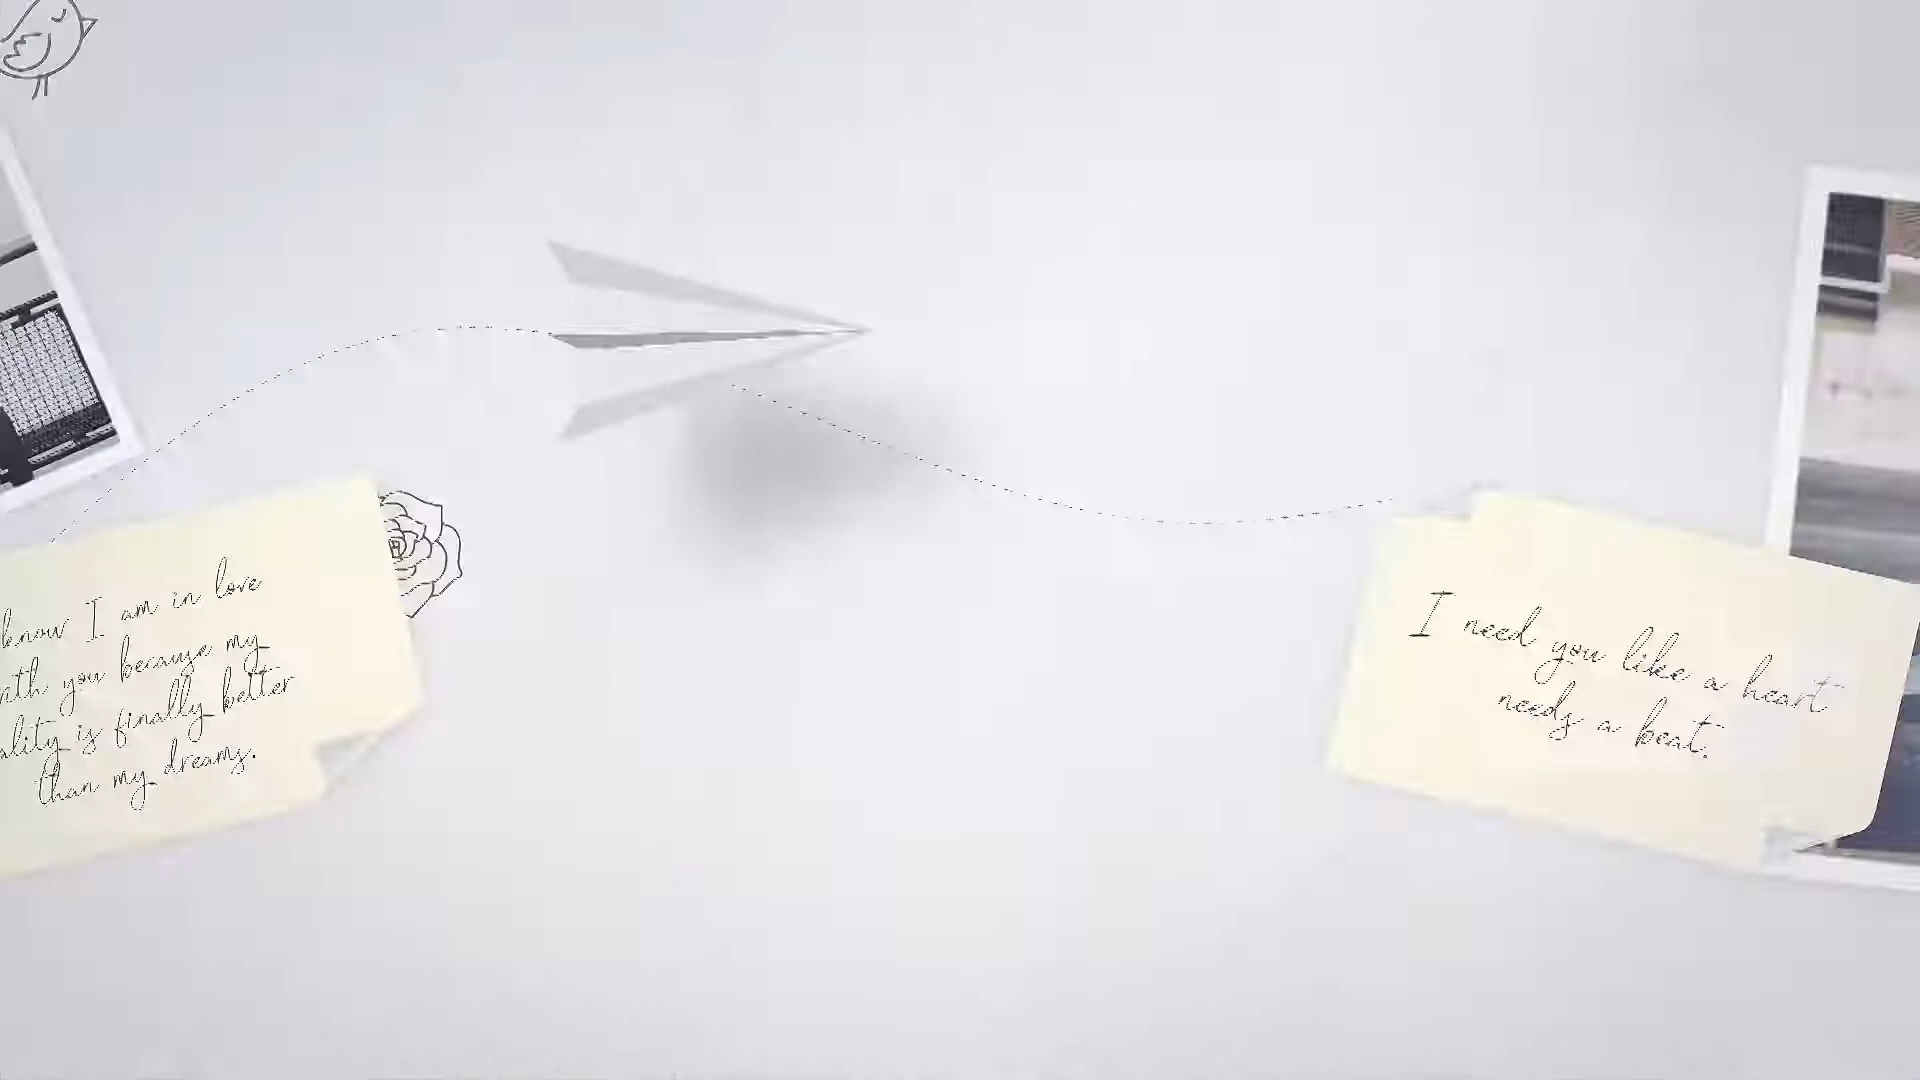 know I am in love
with you because my
ality is finally better
than my dreams.
I need you like a heart
needs a beat.